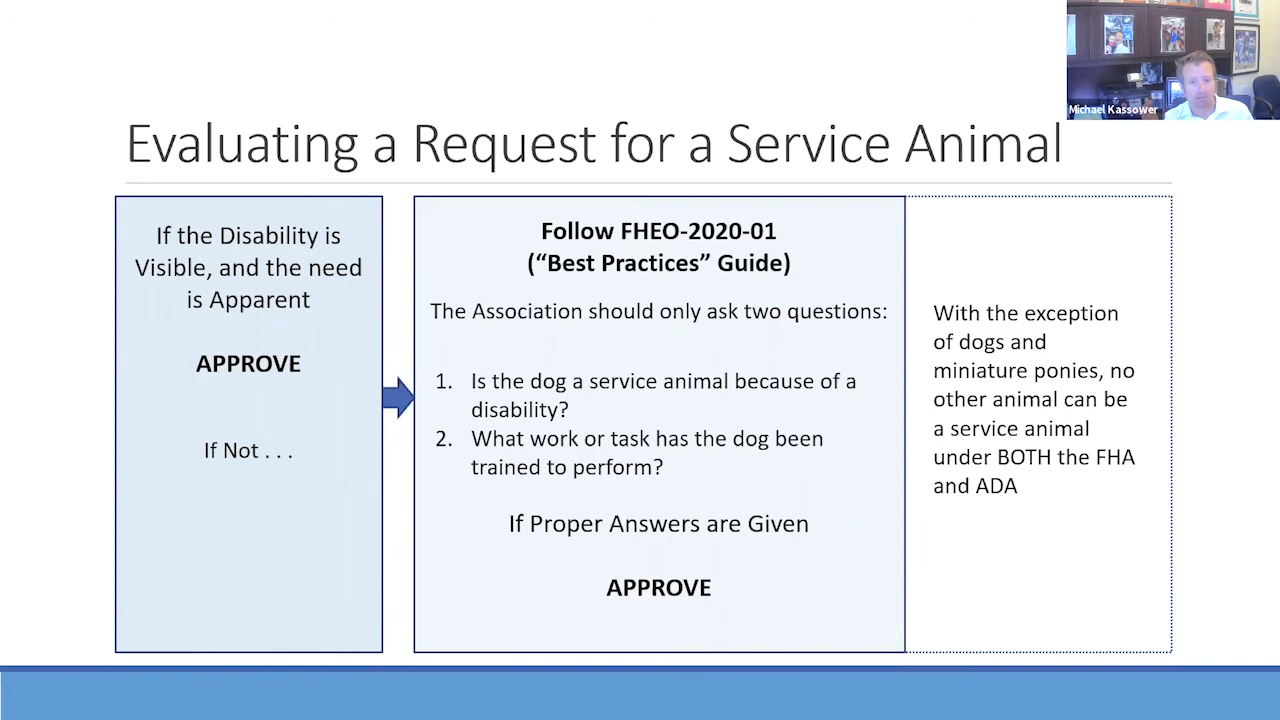 Michael Kassower
Evaluating a Request for a Service Animal
If the Disability is
Visible, and the need
is Apparent
APPROVE
If Not . . .
Follow FHEO-2020-01
(“Best Practices” Guide)
The Association should only ask two questions:
1. Is the dog a service animal because of a
disability?
2. What work or task has the dog been
trained to perform?
If Proper Answers are Given
APPROVE
With the exception
of dogs and
miniature ponies, no
other animal can be
a service animal
under BOTH the FHA
and ADA